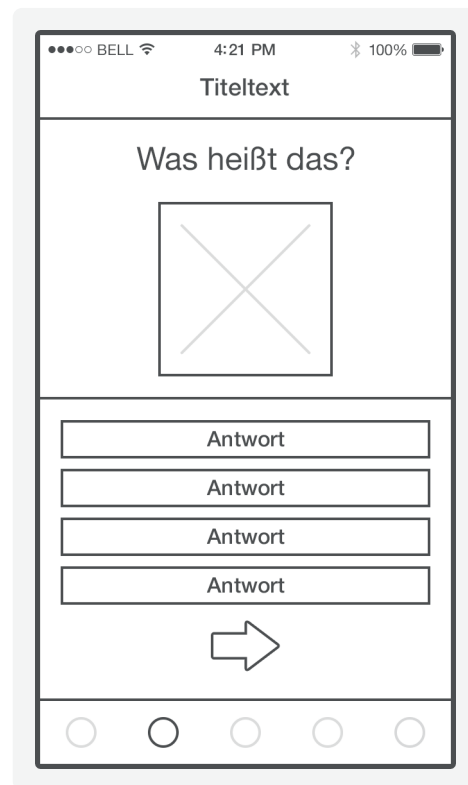 BELL 4:21 PM 100%
Titeltext
Was heißt das?
Antwort
Antwort
Antwort
Antwort